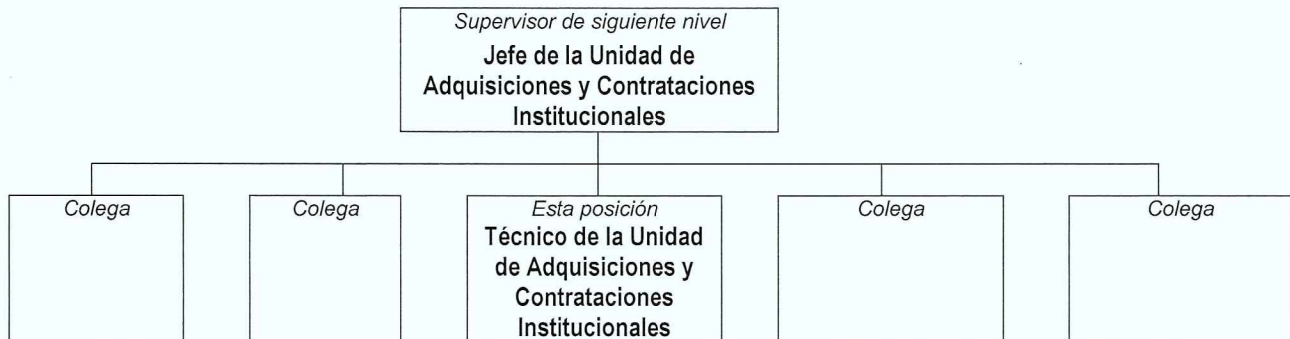 Supervisor de siguiente nivel
Jefe de la Unidad de
Adquisiciones y Contrataciones
Institucionales
Colega
Colega
Esta posición
Técnico de la Unidad
de Adquisiciones y
Contrataciones
Institucionales
Colega
Colega